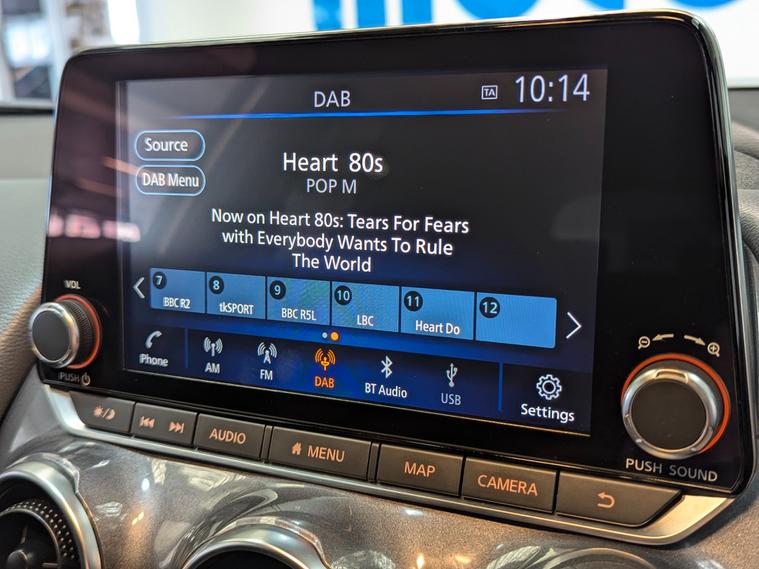 DAB
TA
10:14
Source
DAB Menu
Heart 80s
POP M
Now on Heart 80s: Tears For Fears
with Everybody Wants To Rule
The World
7
BBC R2
8
tkSPORT
9
BBC R5L
10
LBC
11
Heart Do
12
Phone
AM
FM
DAB
BT Audio
USB
Settings
VOL
PUSH
PUSH SOUND
AUDIO
MENU
MAP
CAMERA